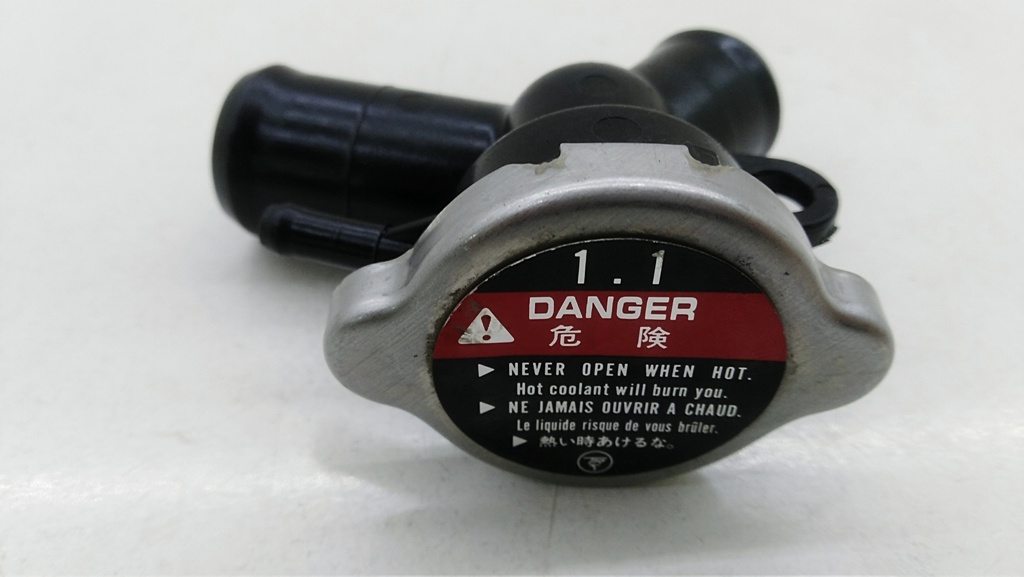 1.1
DANGER
危険
▶ NEVER OPEN WHEN HOT.
Hot coolant will burn you.
▶ NE JAMAIS OUVRIR A CHAUD.
Le liquide risque de vous brûler.
▶ 熱い時あけるな。